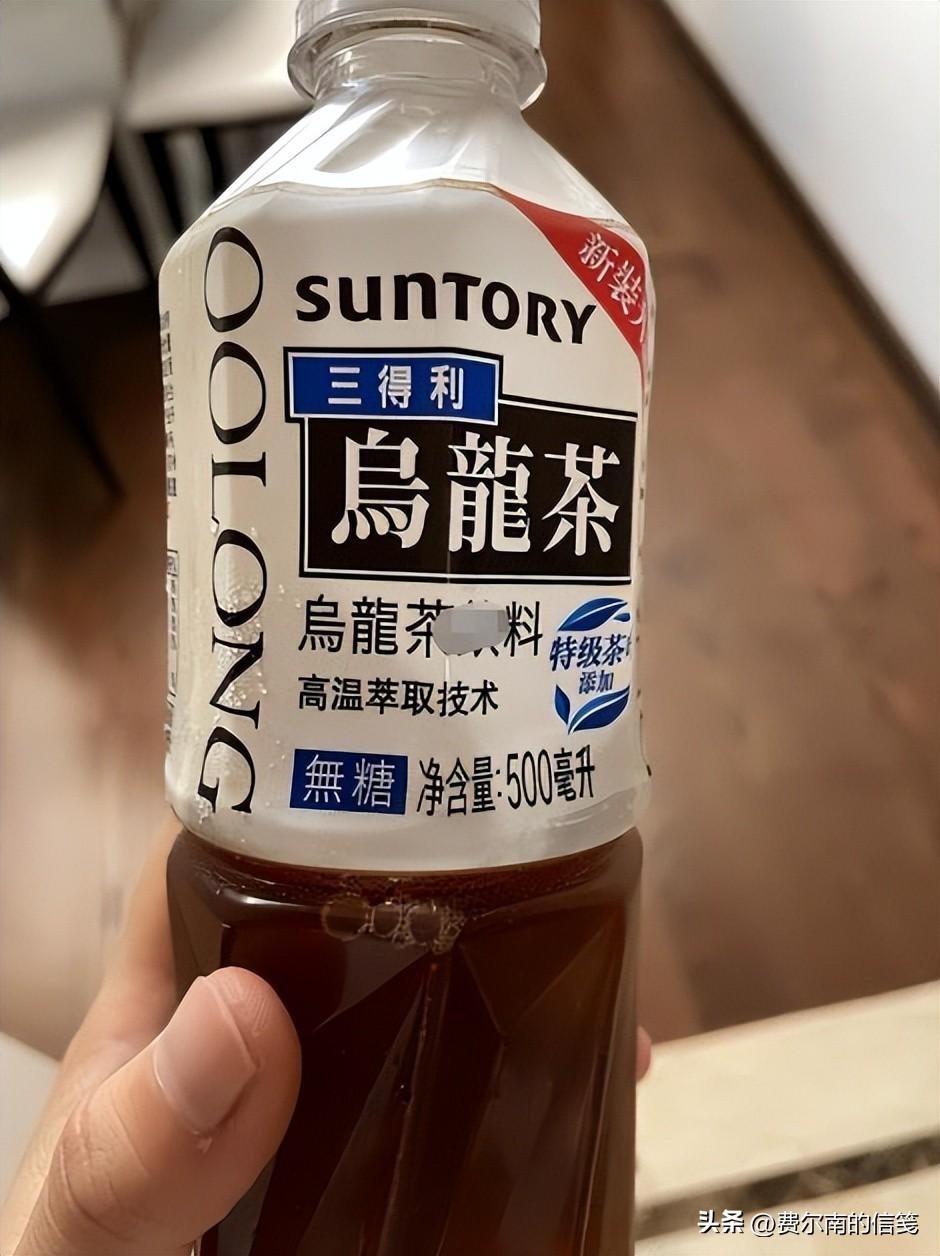 OOLONG
SUNTORY
新裝
三得利
烏龍茶
烏龍茶 料
特级茶
添加
高温萃取技术
無糖 净含量:500毫升
头条 @费尔南的信笺